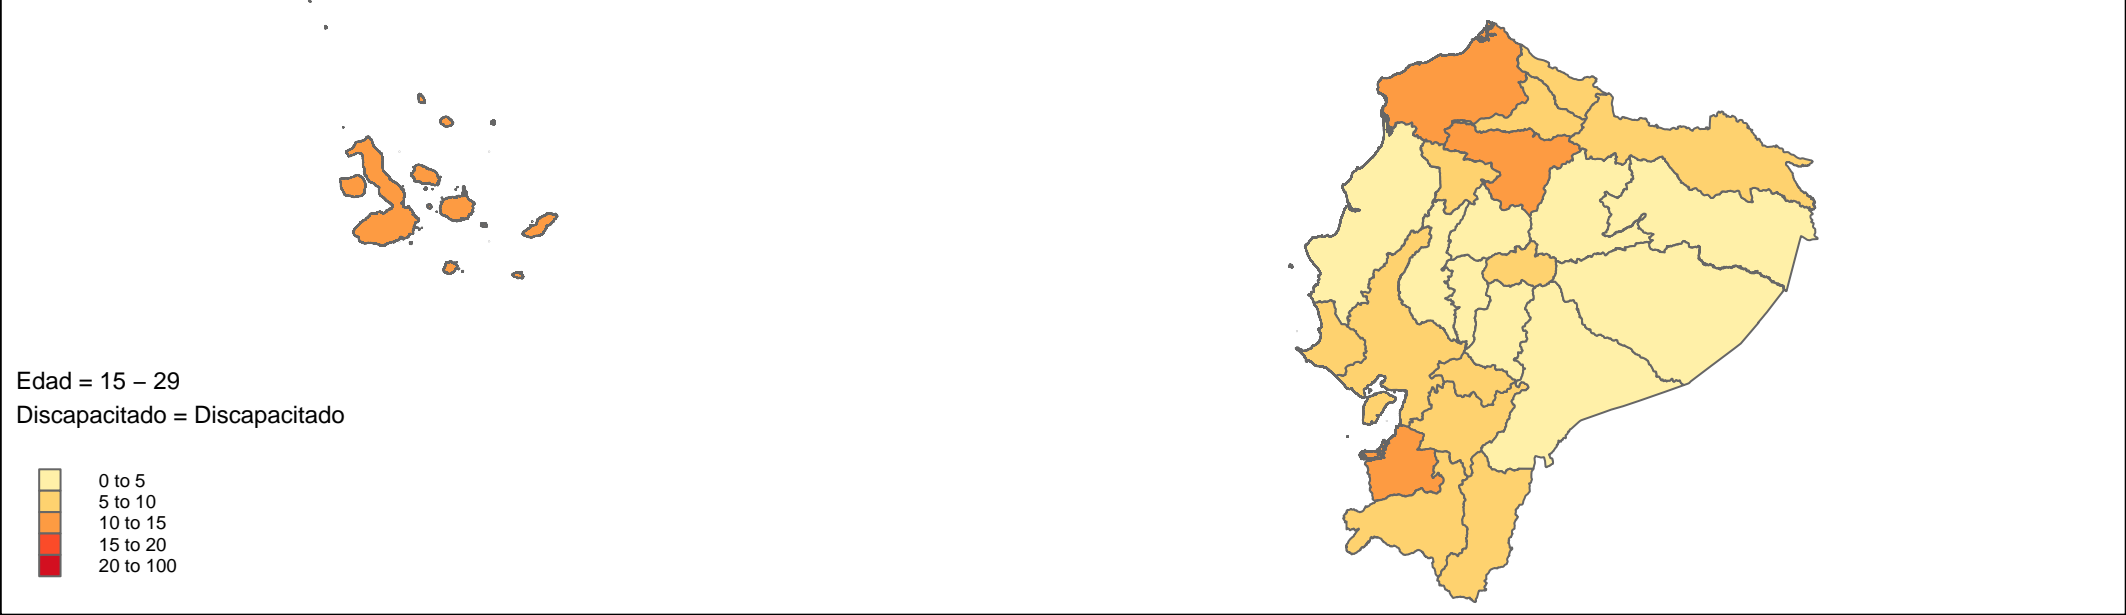 Edad = 15 – 29
Discapacitado = Discapacitado
0 to 5
5 to 10
10 to 15
15 to 20
20 to 100